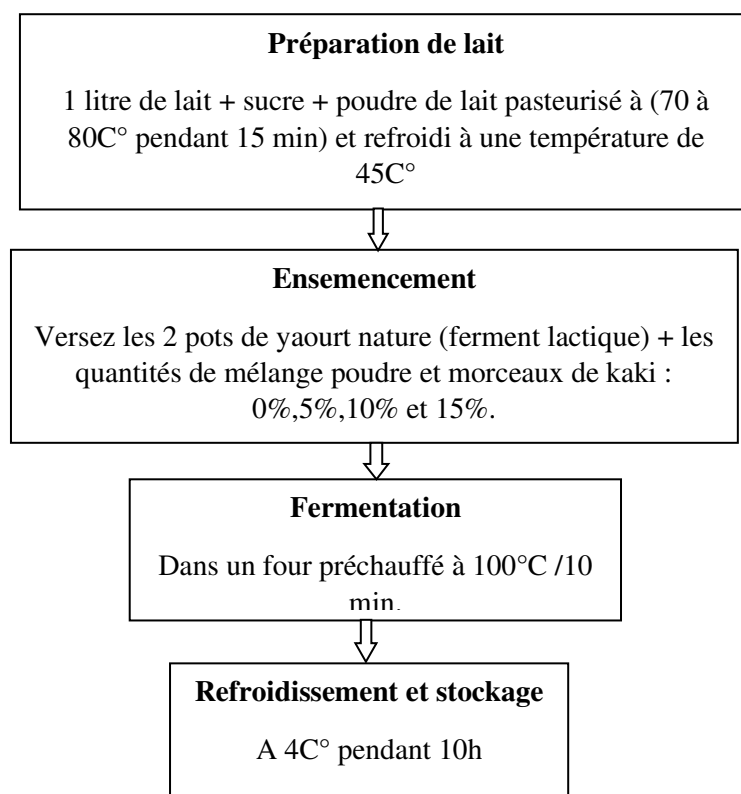 Préparation de lait
1 litre de lait + sucre + poudre de lait pasteurisé à (70 à
80C° pendant 15 min) et refroidi à une température de
45C°
Ensemencement
Versez les 2 pots de yaourt nature (ferment lactique) + les
quantités de mélange poudre et morceaux de kaki :
0%,5%,10% et 15%.
Fermentation
Dans un four préchauffé à 100°C /10
min.
Refroidissement et stockage
A 4C° pendant 10h